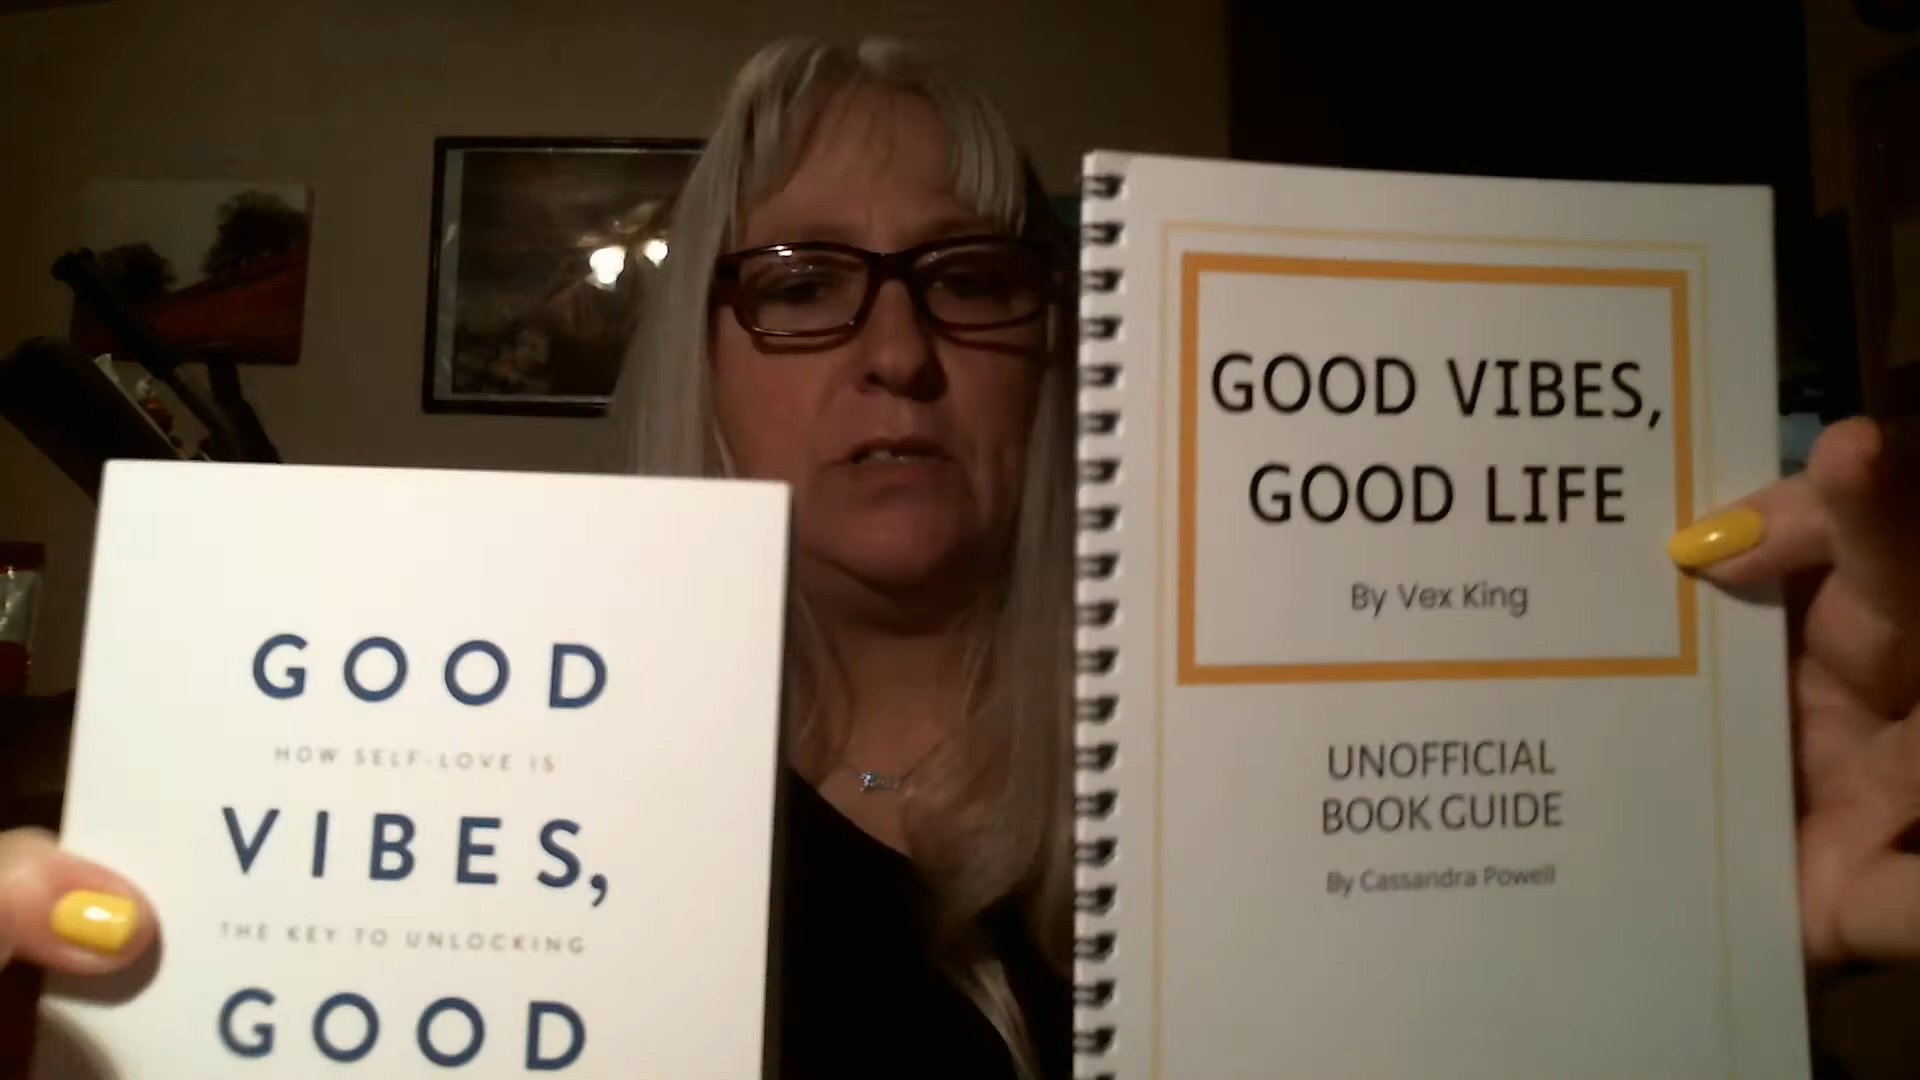 GOOD
HOW SELF-LOVE IS
VIBES,
THE KEY TO UNLOCKING
GOOD
GOOD VIBES,
GOOD LIFE
By Vex King
UNOFFICIAL
BOOK GUIDE
By Cassandra Powell